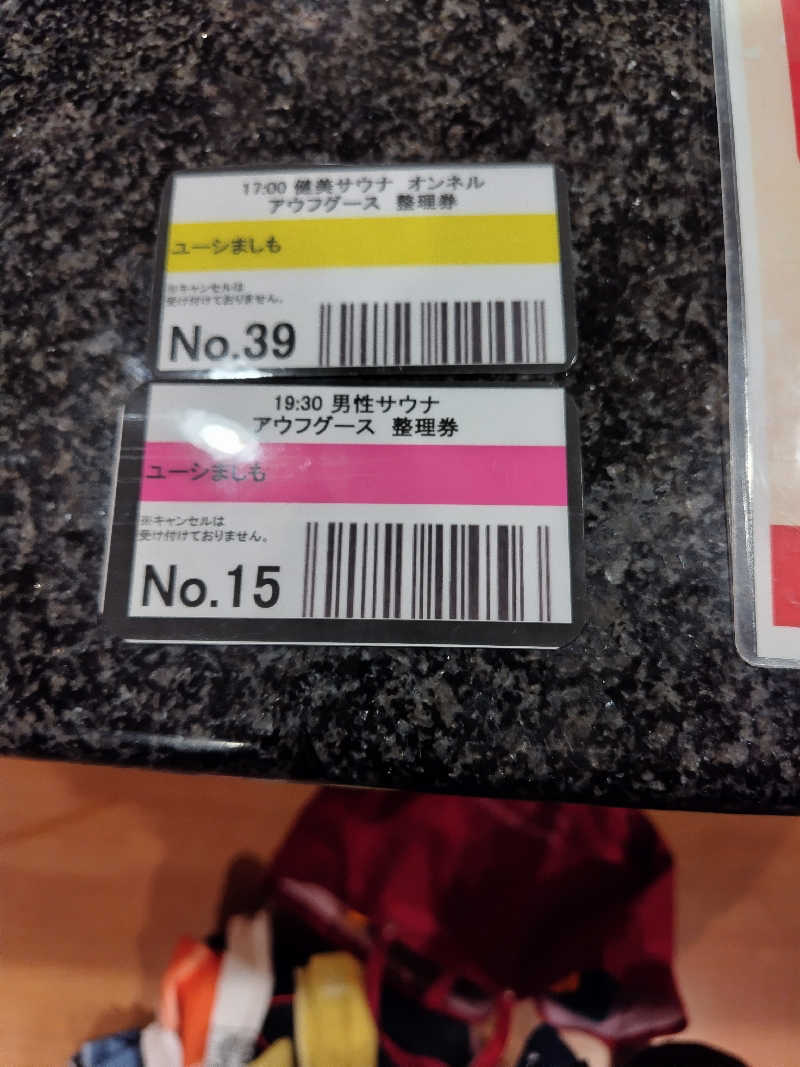 17:00 健美サウナ オンネル
アウフグース 整理券
ユーシましも
※キャンセルは
受け付けておりません。
No.39
19:30 男性サウナ
アウフグース 整理券
ユーシましも
※キャンセルは
受け付けておりません。
No.15